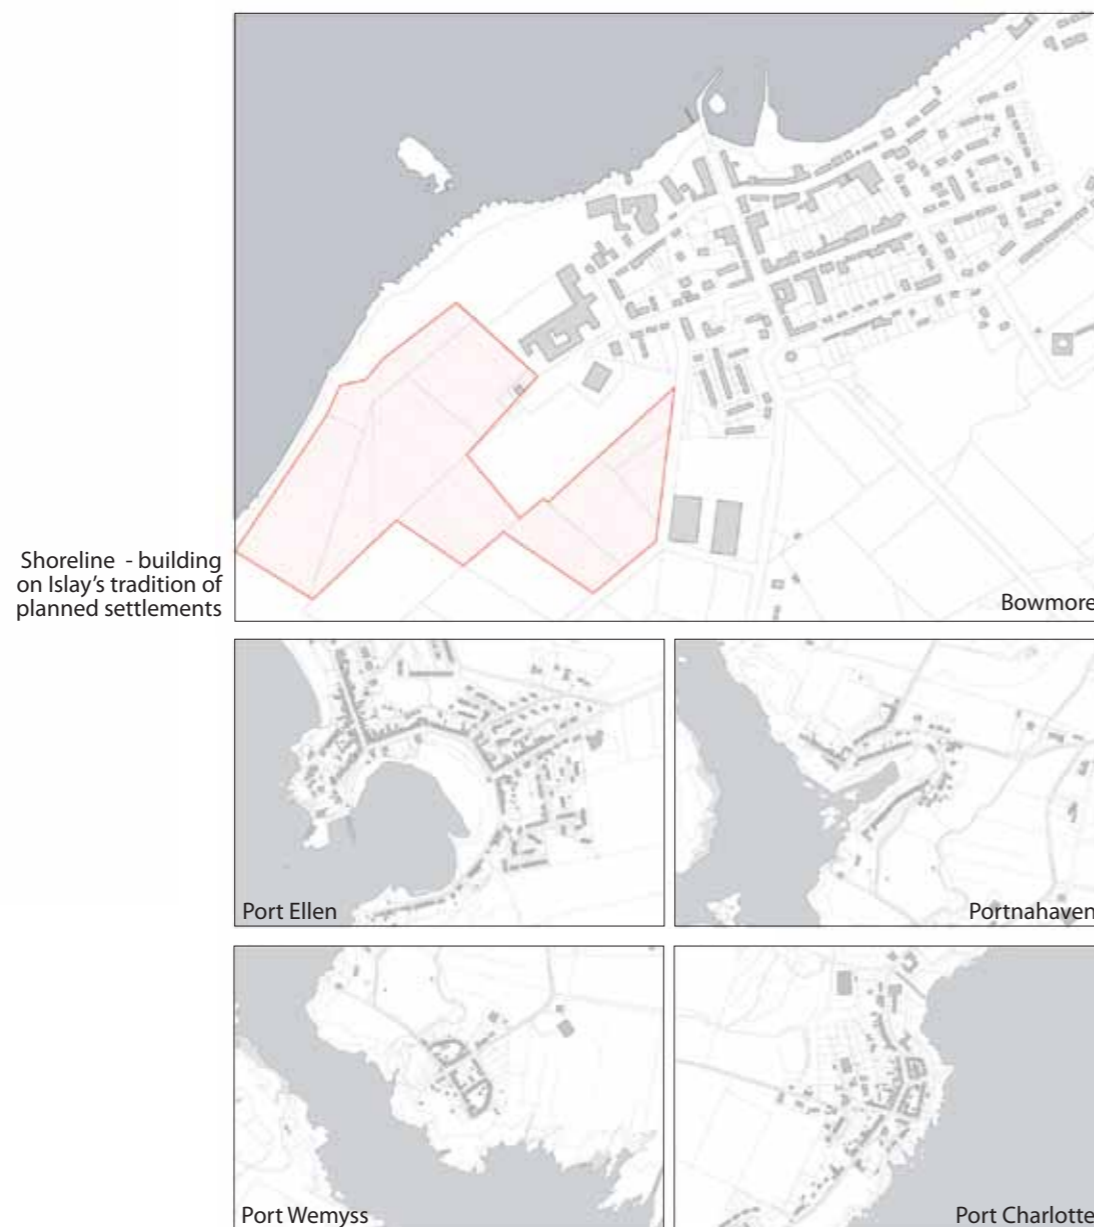 Shoreline - building
on Islay's tradition of
planned settlements
Bowmore
Port Ellen
Portnahaven
Port Wemyss
Port Charlotte